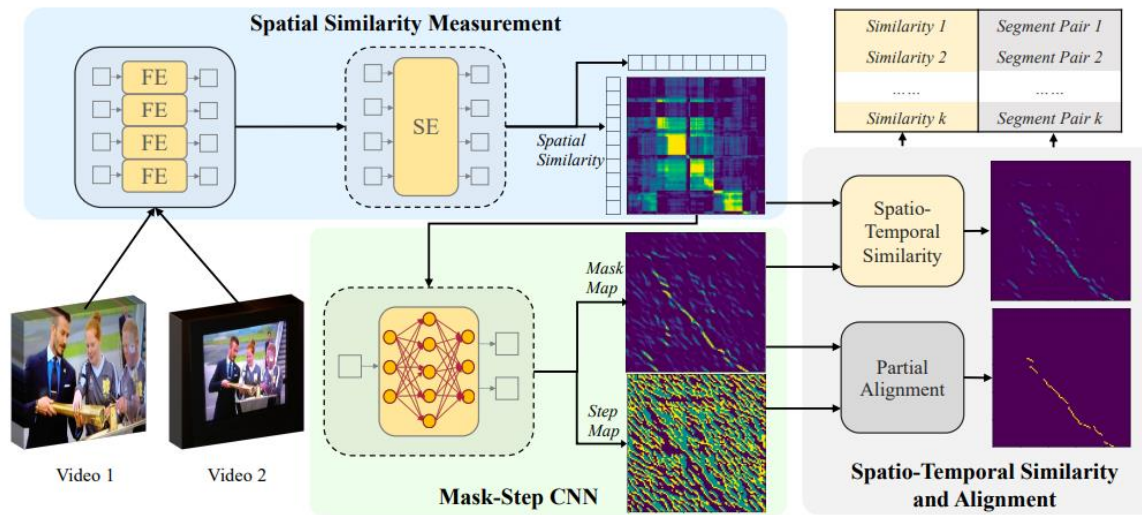 Spatial Similarity Measurement
FE
FE
FE
FE
SE
Spatial
Similarity
Similarity 1
Segment Pair 1
Similarity 2
Segment Pair 2
... ...
... ...
Similarity k
Segment Pair k
Video 1
Video 2
Mask
Map
Step
Map
Mask-Step CNN
Spatio-
Temporal
Similarity
Partial
Alignment
Spatio-Temporal Similarity
and Alignment